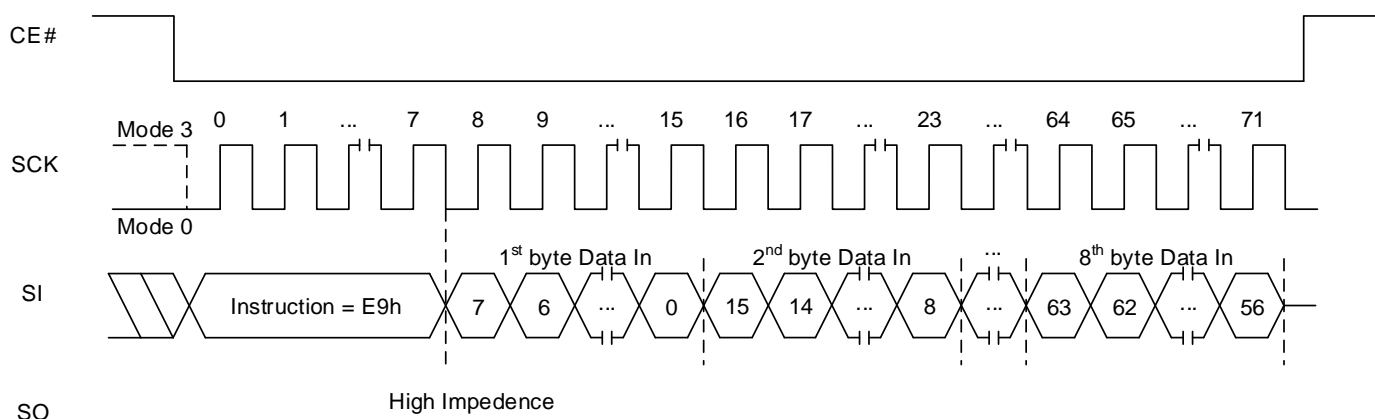 CE#
0 1 ... 7 8 9 ... 15 16 17 ... 23 ... 64 65 ... 71
Mode 3
SCK
Mode 0
1st byte Data In 2nd byte Data In ... 8th byte Data In
SI Instruction = E9h 7 6 ... 0 15 14 ... 8 ... 63 62 ... 56
High Impedence
SO